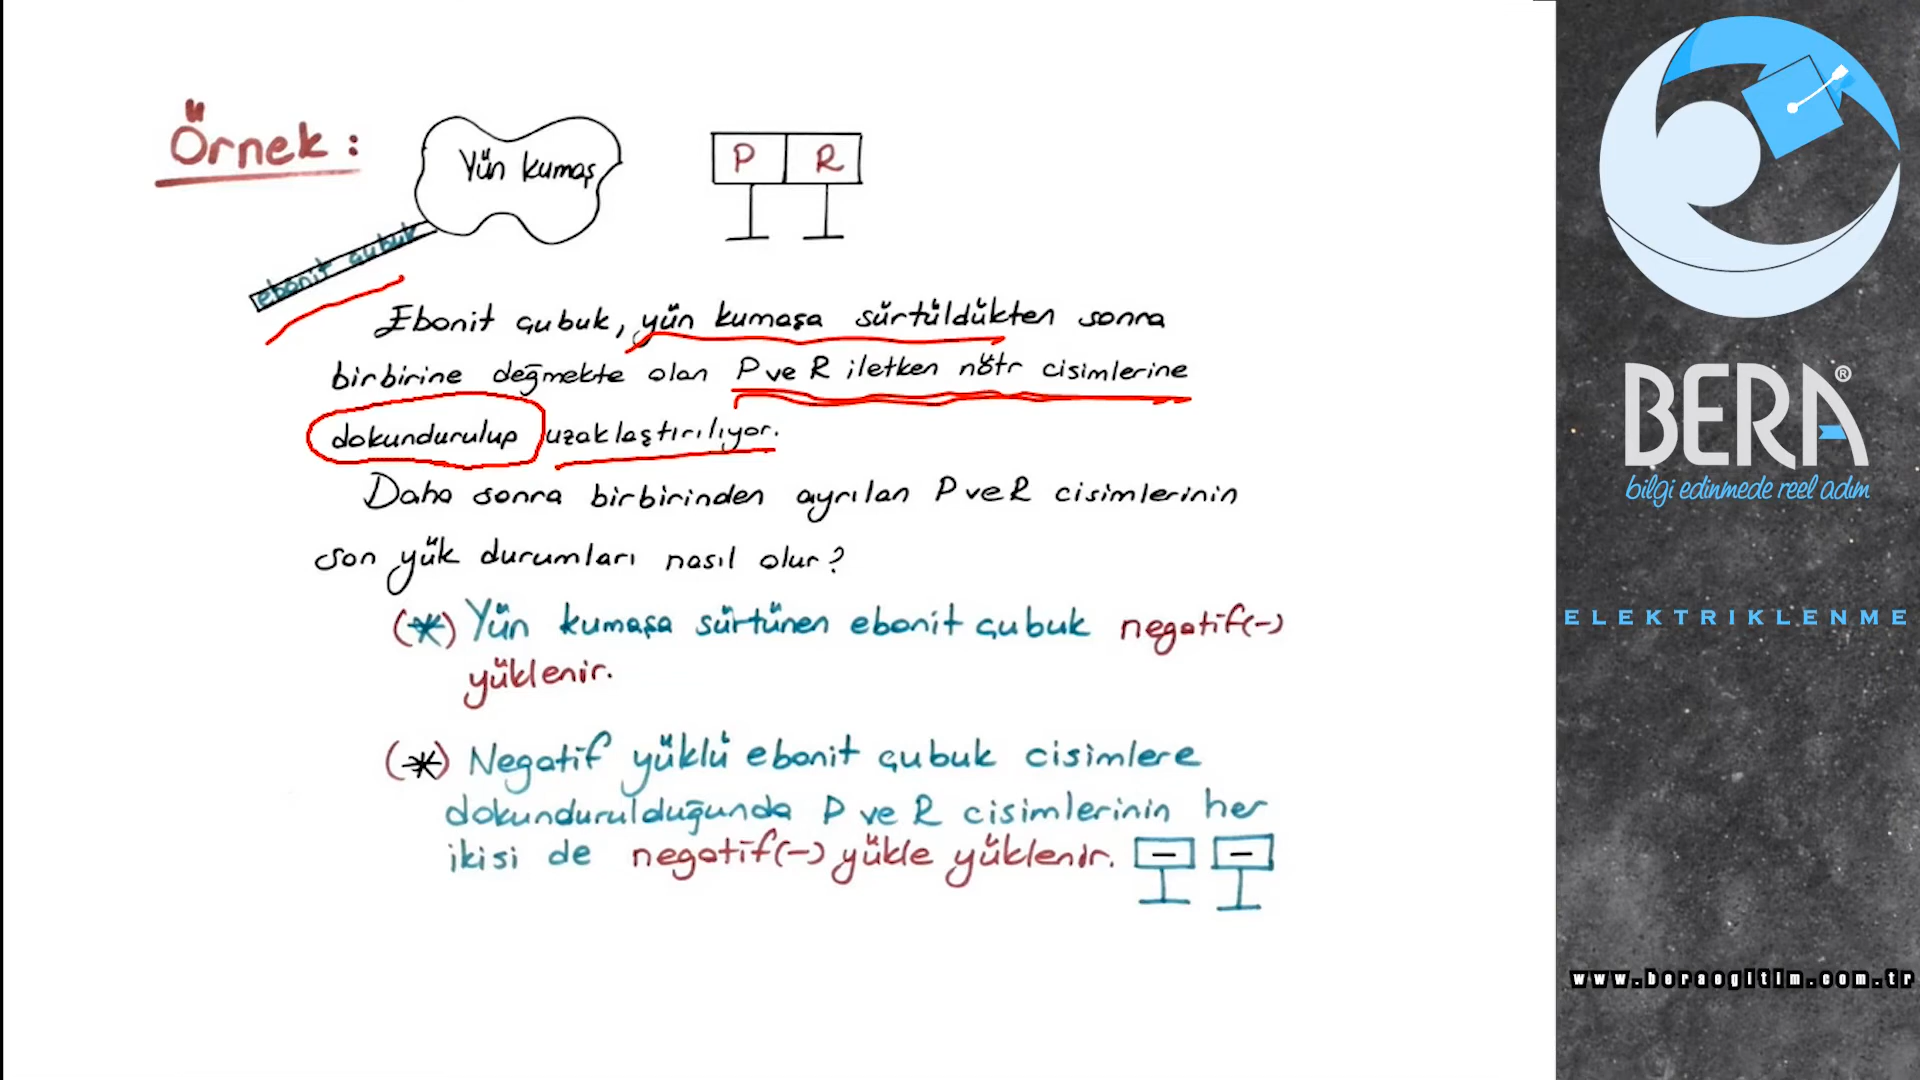 Örnek:
Yün kumaş
P R
ebonit çubuk
Ebonit çubuk, yün kumaşa sürtüldükten sonra
birbirine değmekte olan P ve R iletken nötr cisimlerine
dokundurulup uzaklaştırılıyor.
Daha sonra birbirinden ayrılan P ve R cisimlerinin
son yük durumları nasıl olur?
(*) Yün kumaşa sürtünen ebonit çubuk negatif(-)
yüklenir.
(*) Negatif yüklü ebonit çubuk cisimlere
dokundurulduğunda P ve R cisimlerinin her
ikisi de negatif(-) yükle yüklenir. - -
BERA®
bilgi edinmede reel adım
ELEKTRIKLENME
www.beraegitim.com.tr